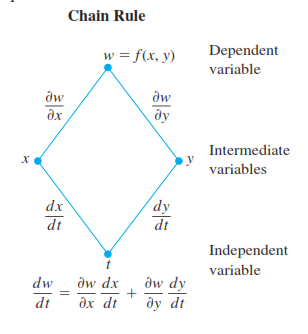 Chain Rule
w = f(x, y)
Dependent
variable
∂w/∂x
∂w/∂y
x
y
Intermediate
variables
dx/dt
dy/dt
t
Independent
variable
dw/dt = ∂w/∂x dx/dt + ∂w/∂y dy/dt